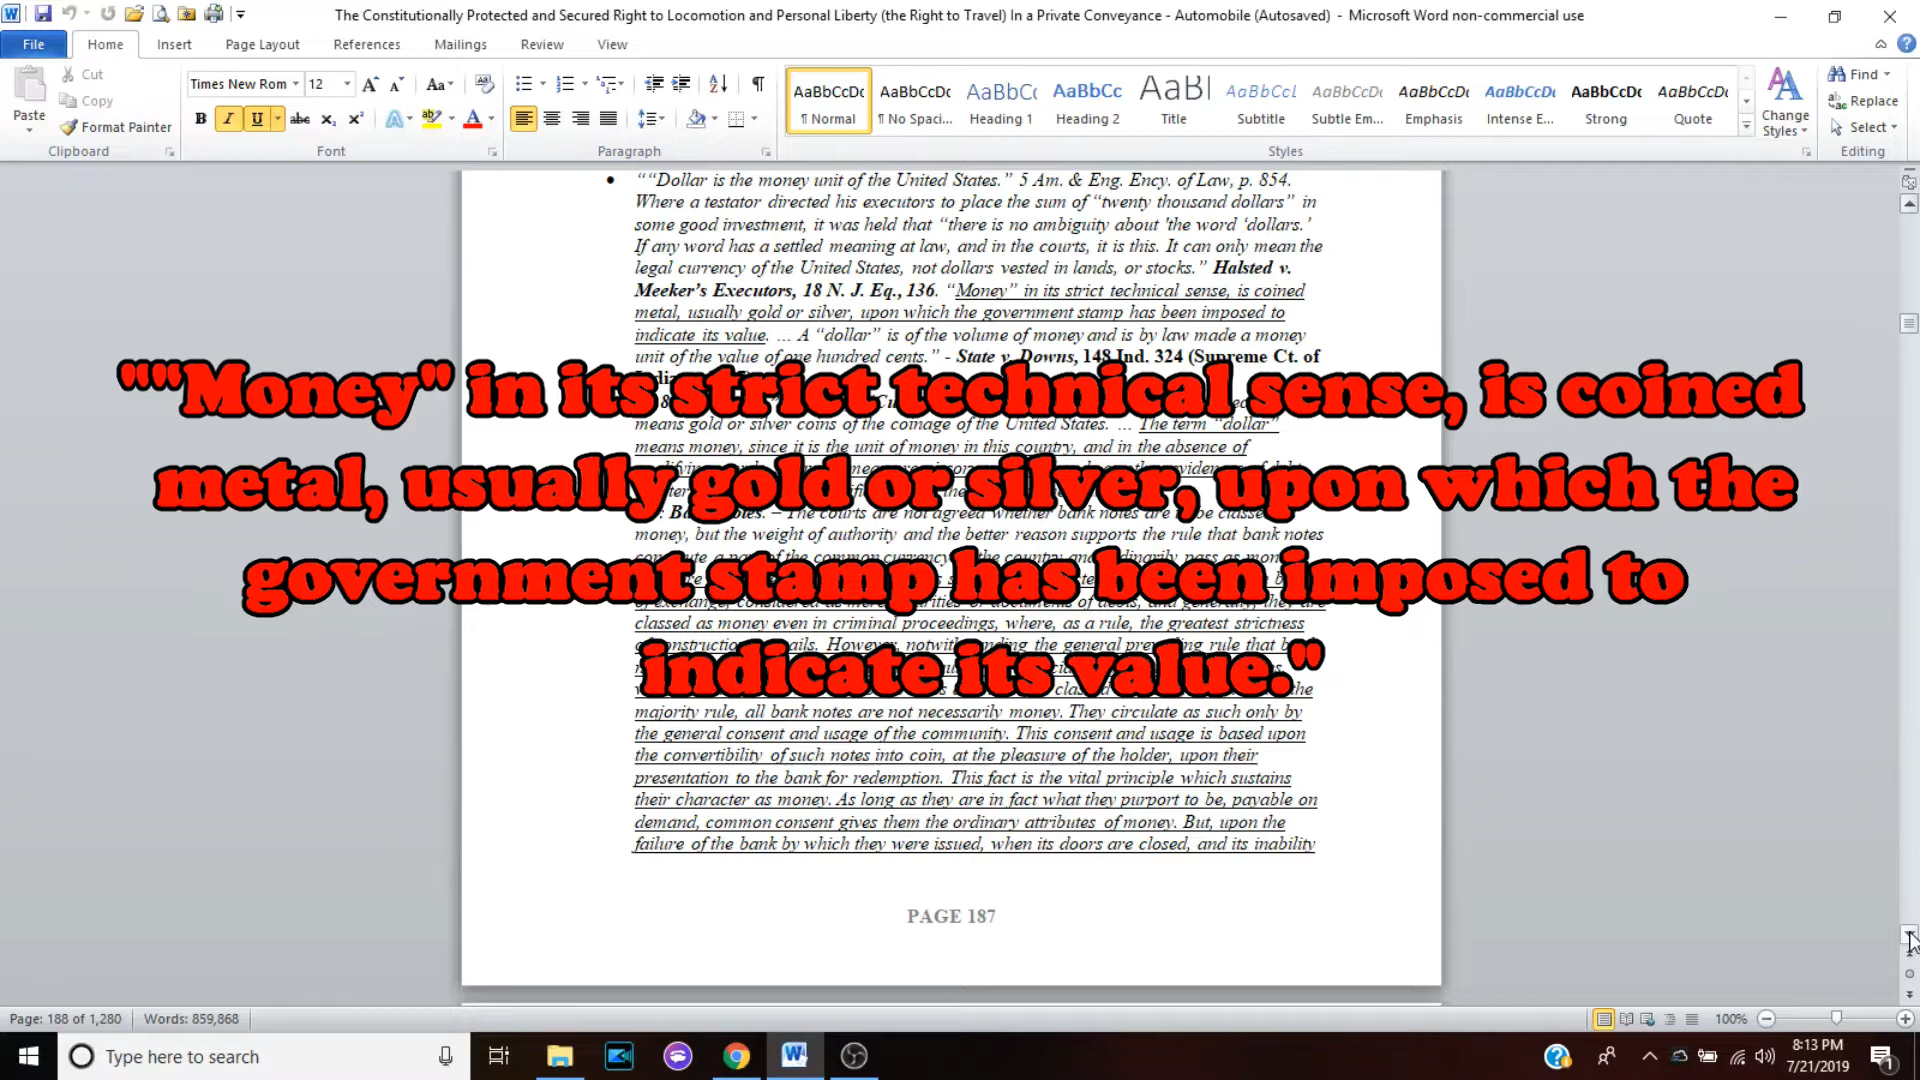 The Constitutionally Protected and Secured Right to Locomotion and Personal Liberty (the Right to Travel) In a Private Conveyance - Automobile (Autosaved) - Microsoft Word non-commercial use
File Home Insert Page Layout References Mailings Review View
Paste
Cut
Copy
Format Painter
Clipboard
Times New Rom 12
Font
Paragraph
AaBbCcDc AaBbCcDc AaBbCc AaBbCc AaBl AaBbCcL AaBbCcDc AaBbCcDc AaBbCcDc AaBbCcDc AaBbCcDc
¶ Normal ¶ No Spaci... Heading 1 Heading 2 Title Subtitle Subtle Em... Emphasis Intense E... Strong Quote
Styles
Change Styles
Find
Replace
Select
Editing
• ““Dollar is the money unit of the United States.” 5 Am. & Eng. Ency. of Law, p. 854.
Where a testator directed his executors to place the sum of “twenty thousand dollars” in
some good investment, it was held that “there is no ambiguity about 'the word ‘dollars.’
If any word has a settled meaning at law, and in the courts, it is this. It can only mean the
legal currency of the United States, not dollars vested in lands, or stocks.” Halsted v.
Meeker’s Executors, 18 N. J. Eq., 136. “Money” in its strict technical sense, is coined
metal, usually gold or silver, upon which the government stamp has been imposed to
indicate its value. … A “dollar” is of the volume of money and is by law made a money
unit of the value of one hundred cents.” - State v. Downs, 148 Ind. 324 (Supreme Ct. of
""Money" in its strict technical sense, is coined
metal, usually gold or silver, upon which the
government stamp has been imposed to
indicate its value."
means gold or silver coins of the coinage of the United States. … The term “dollar”
means money, since it is the unit of money in this country, and in the absence of
The courts are not agreed whether bank notes are
money, but the weight of authority and the better reason supports the rule that bank notes
classed as money even in criminal proceedings, where, as a rule, the greatest strictness
majority rule, all bank notes are not necessarily money. They circulate as such only by
the general consent and usage of the community. This consent and usage is based upon
the convertibility of such notes into coin, at the pleasure of the holder, upon their
presentation to the bank for redemption. This fact is the vital principle which sustains
their character as money. As long as they are in fact what they purport to be, payable on
demand, common consent gives them the ordinary attributes of money. But, upon the
failure of the bank by which they were issued, when its doors are closed, and its inability
PAGE 187
Page: 188 of 1,280 Words: 859,868 100%
Type here to search
8:13 PM
7/21/2019